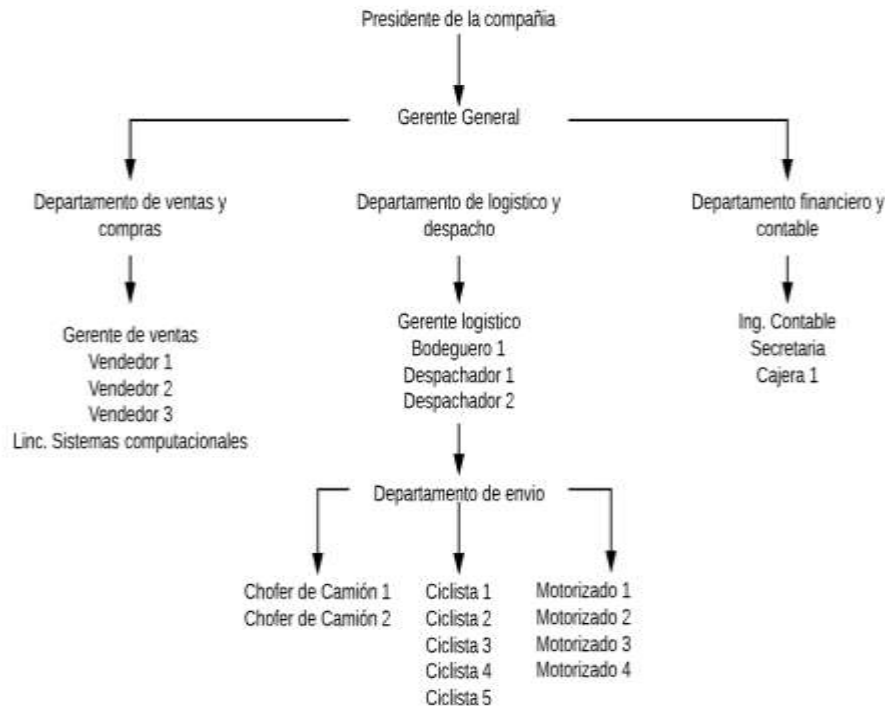 Presidente de la compañia
Gerente General
Departamento de ventas y
compras
Departamento de logistico y
despacho
Departamento financiero y
contable
Gerente de ventas
Vendedor 1
Vendedor 2
Vendedor 3
Linc. Sistemas computacionales
Gerente logistico
Bodeguero 1
Despachador 1
Despachador 2
Ing. Contable
Secretaria
Cajera 1
Departamento de envio
Chofer de Camión 1
Chofer de Camión 2
Ciclista 1
Ciclista 2
Ciclista 3
Ciclista 4
Ciclista 5
Motorizado 1
Motorizado 2
Motorizado 3
Motorizado 4